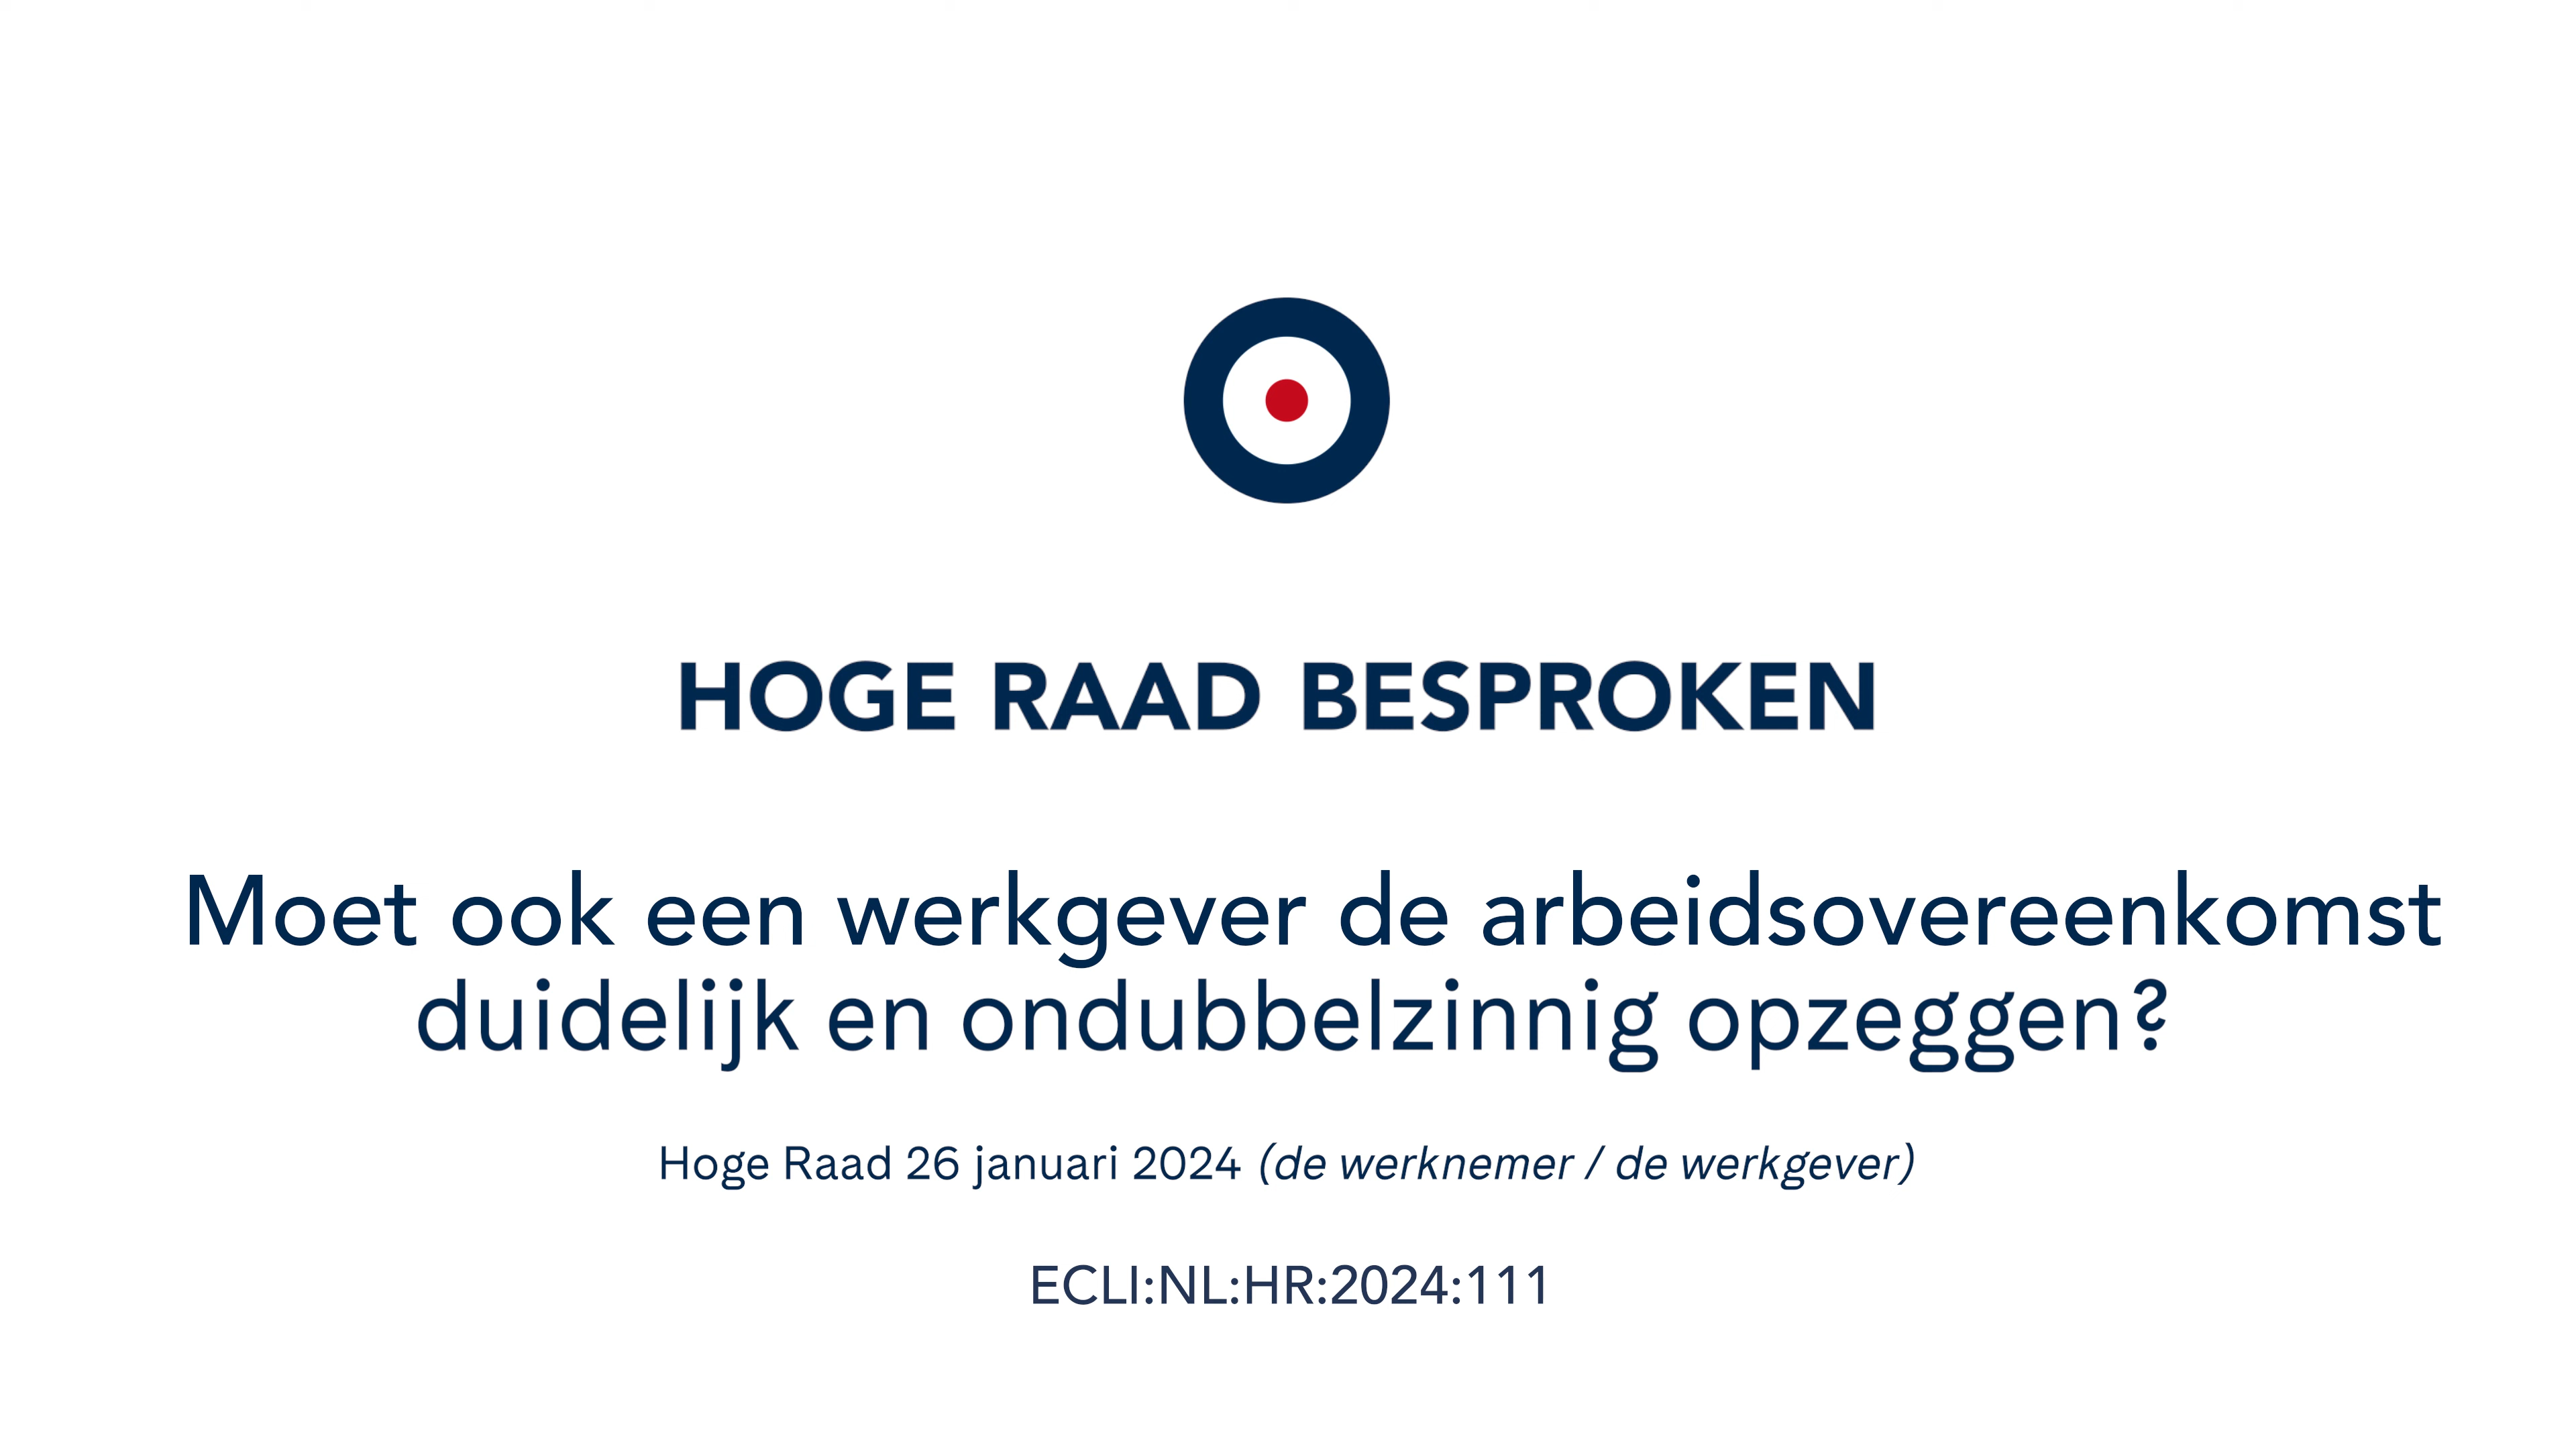 HOGE RAAD BESPROKEN
Moet ook een werkgever de arbeidsovereenkomst
duidelijk en ondubbelzinnig opzeggen?
Hoge Raad 26 januari 2024 (de werknemer / de werkgever)
ECLI:NL:HR:2024:111